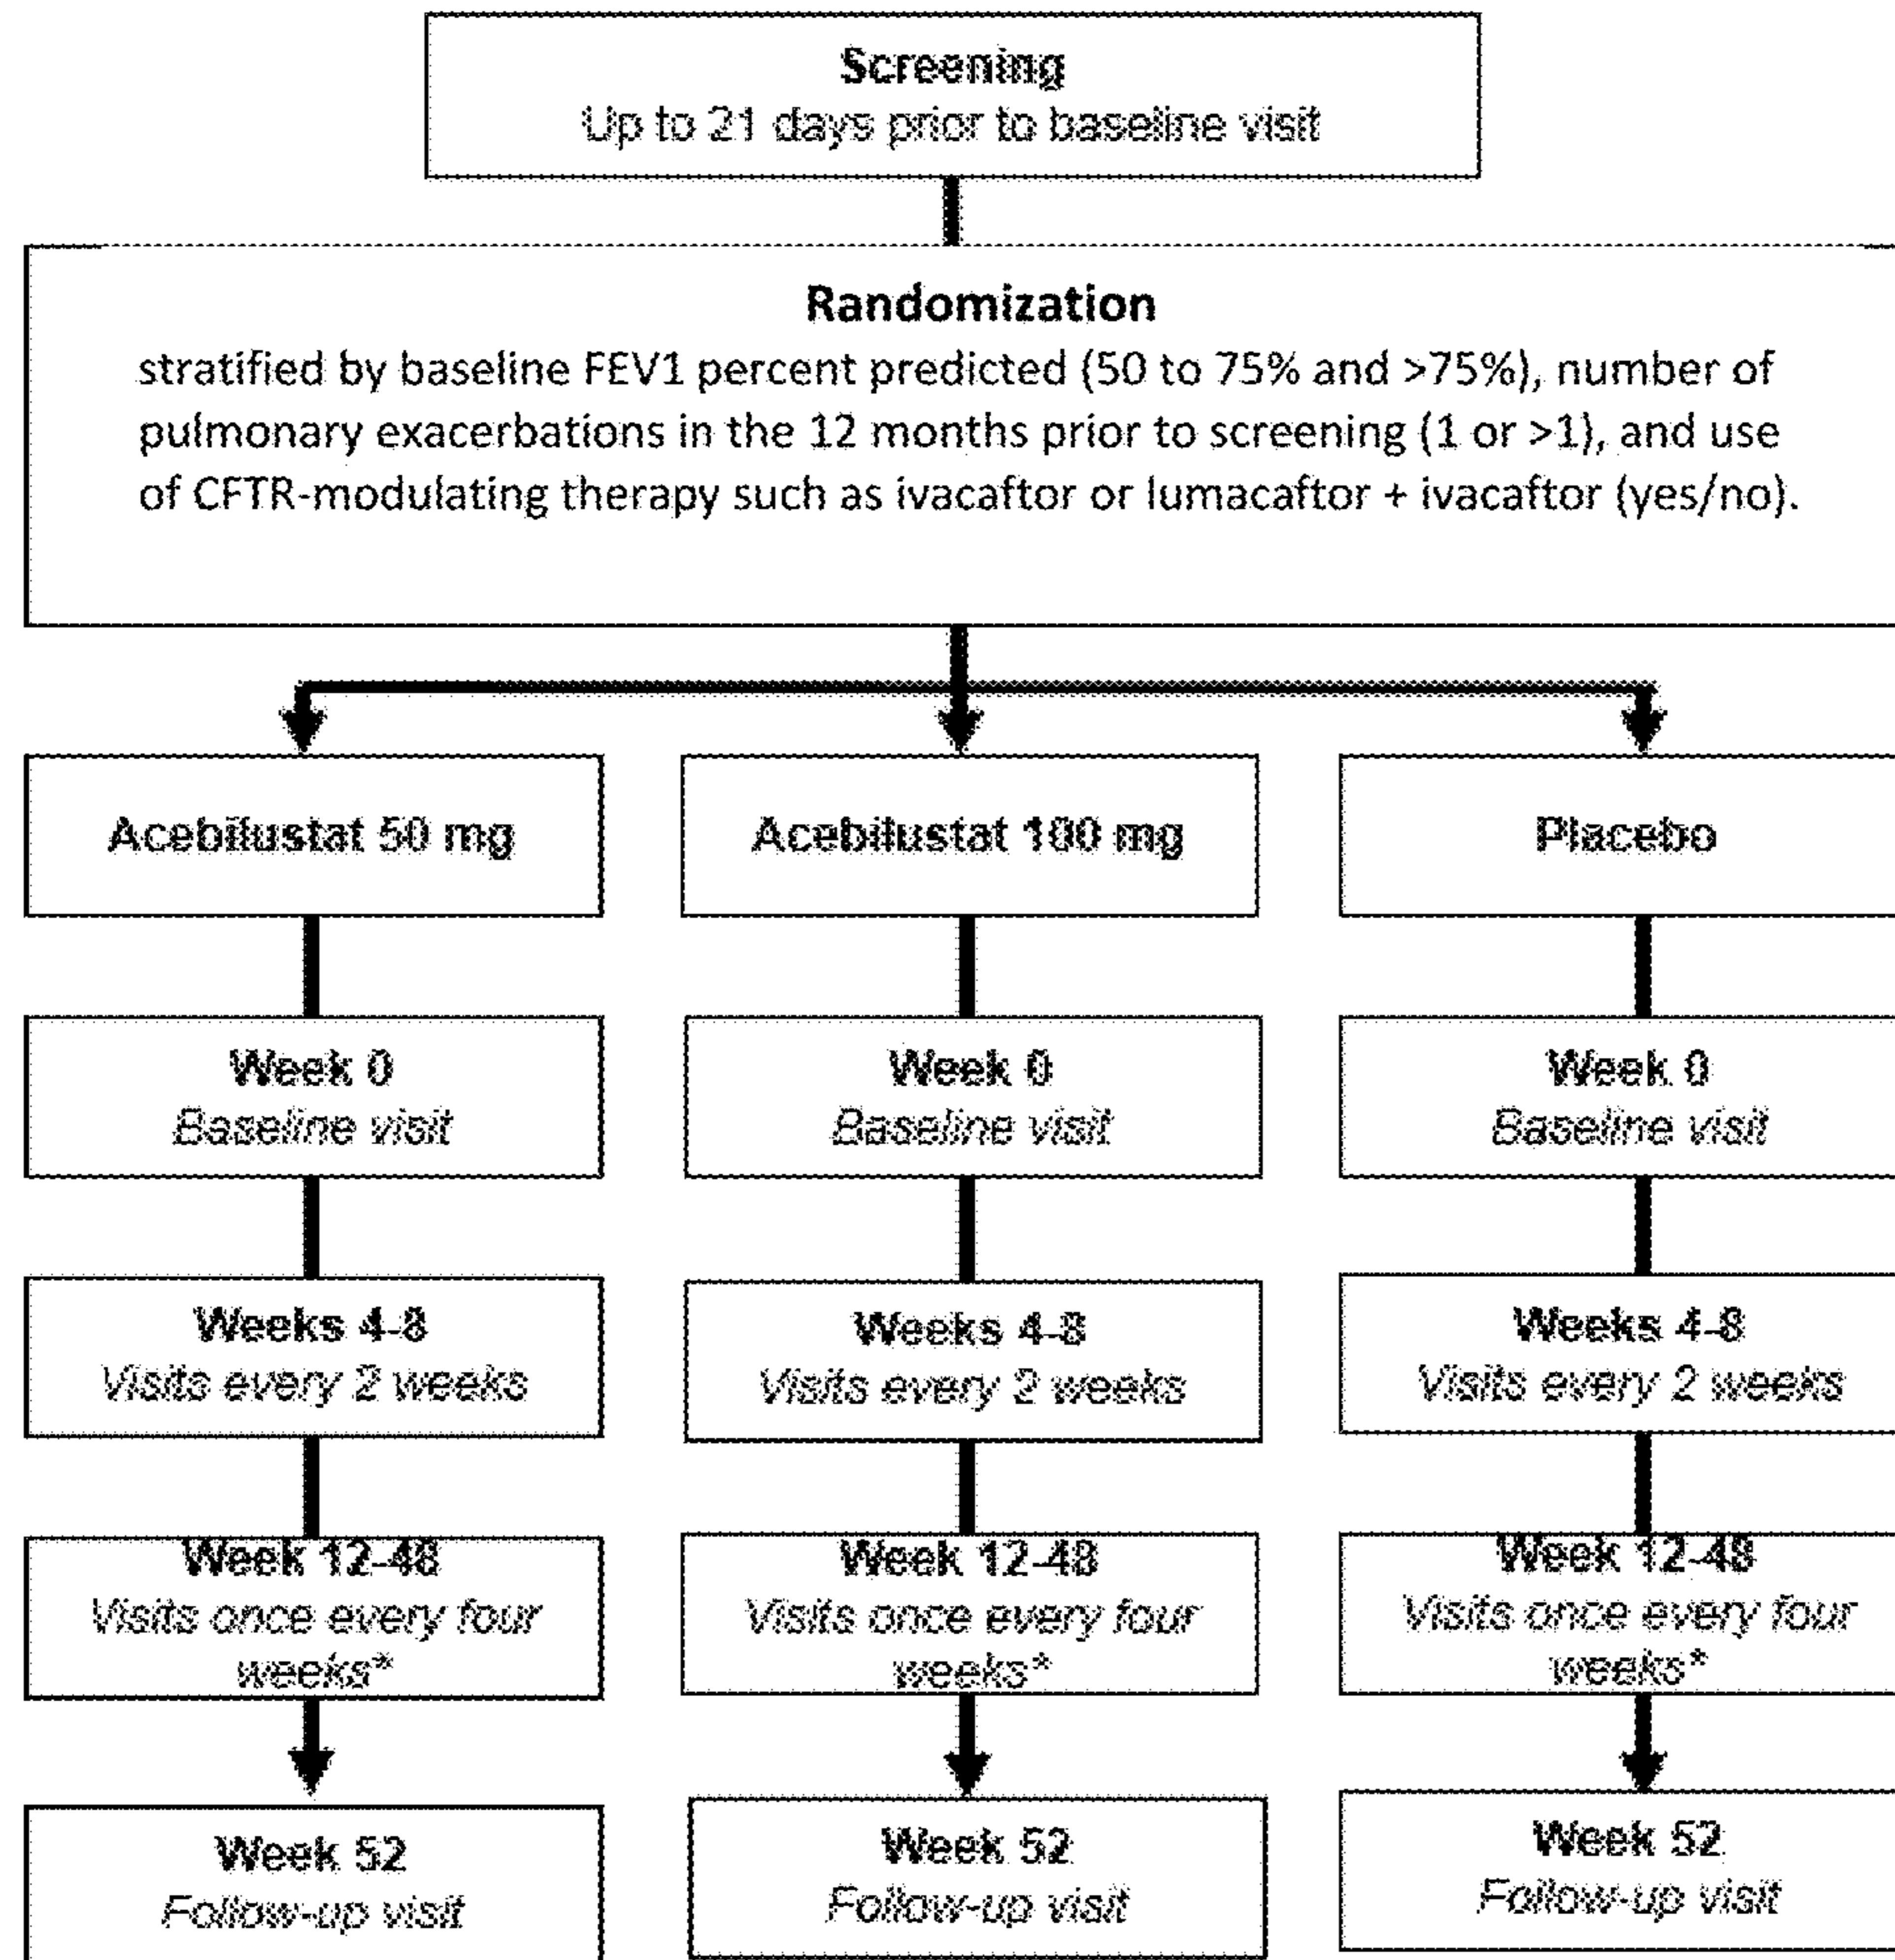 Screening
Up to 21 days prior to baseline visit
Randomization
stratified by baseline FEV1 percent predicted (50 to 75% and >75%), number of
pulmonary exacerbations in the 12 months prior to screening (1 or >1), and use
of CFTR-modulating therapy such as ivacaftor or lumacaftor + ivacaftor (yes/no).
Acebilustat 50 mg
Acebilustat 100 mg
Placebo
Week 0
Baseline visit
Week 0
Baseline visit
Week 0
Baseline visit
Weeks 4-8
Visits every 2 weeks
Weeks 4-8
Visits every 2 weeks
Weeks 4-8
Visits every 2 weeks
Week 12-48
Visits once every four
weeks*
Week 12-48
Visits once every four
weeks*
Week 12-48
Visits once every four
weeks*
Week 52
Follow-up visit
Week 52
Follow-up visit
Week 52
Follow-up visit